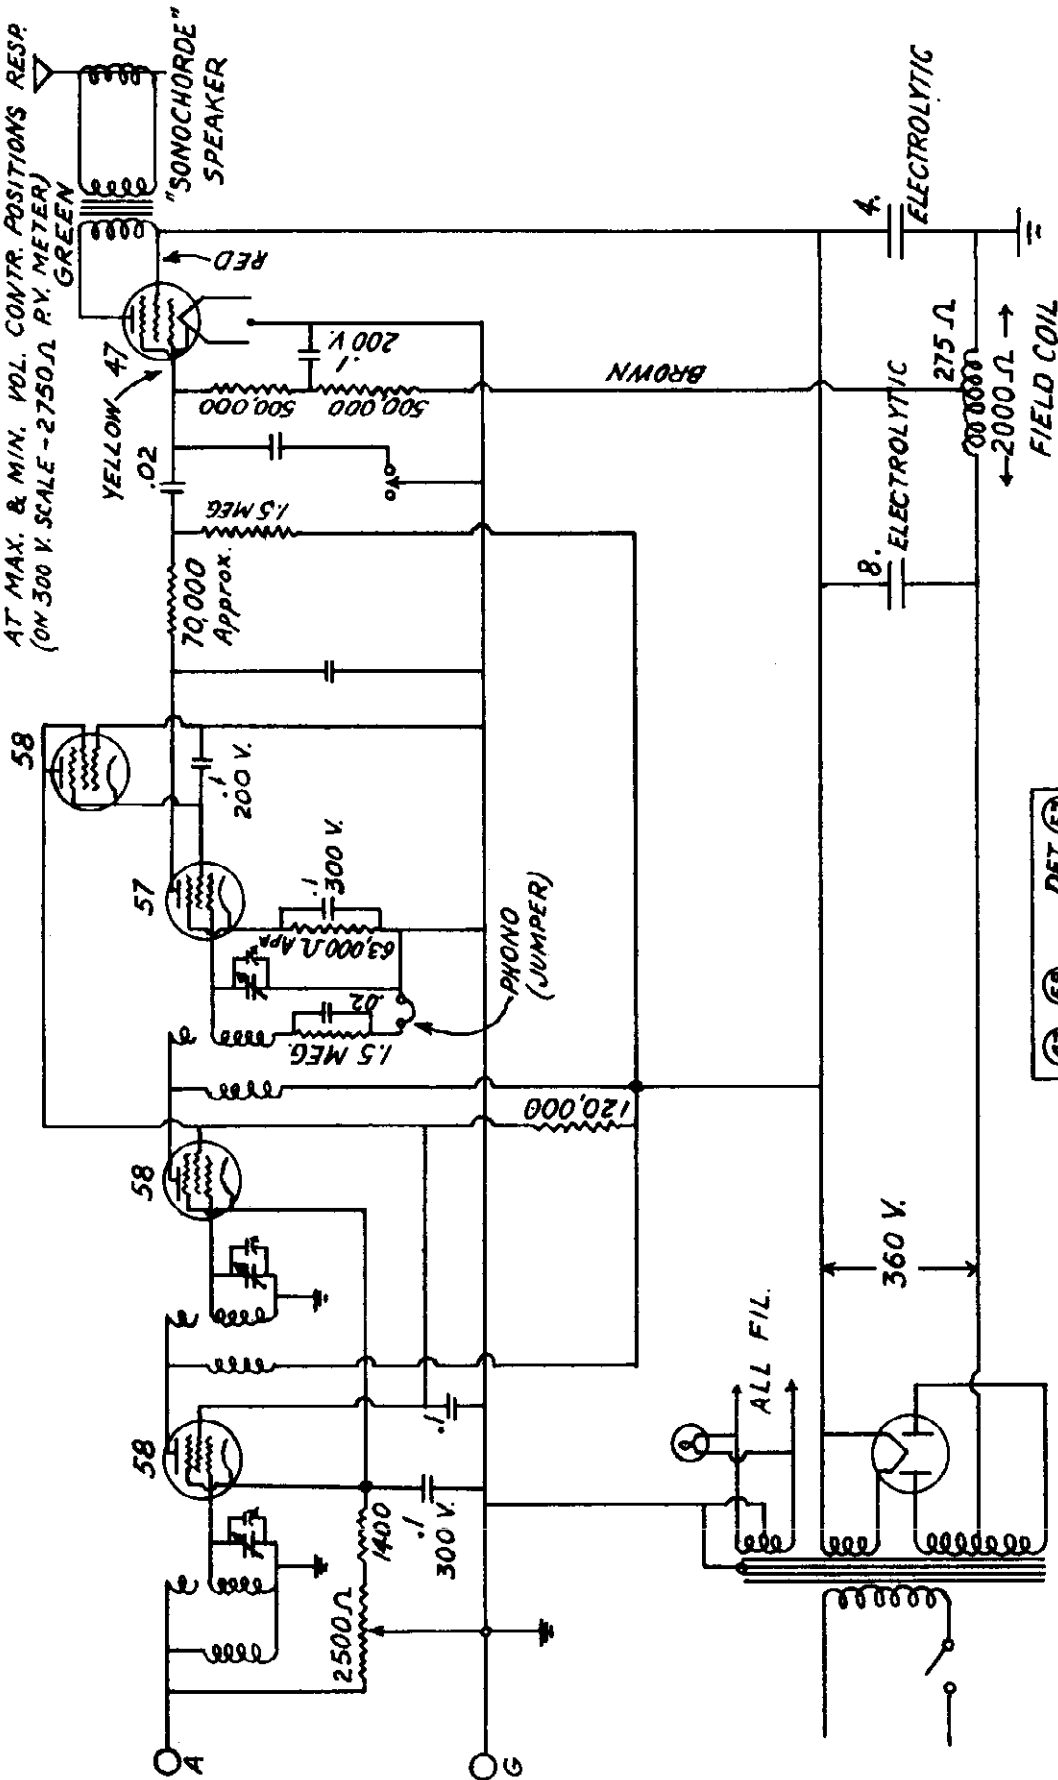 AT MAX. & MIN. VOL. CONTR. POSITIONS RESP.
(ON 300 V. SCALE - 2750Ω P.V. METER)
GREEN
"SONOCHORDE"
SPEAKER
RED
YELLOW
47
.02
500,000
500,000
.1
200 V.
BROWN
1.5 MEG
70,000
Approx.
58
.1
200 V.
57
.1
300 V.
63,000 Ω App
.02
1.5 MEG.
PHONO
(JUMPER)
58
120,000
58
.1
1400
.1
300 V.
2500Ω
A
G
ALL FIL.
360 V.
8.
ELECTROLYTIC
4.
ELECTROLYTIC
275 Ω
2000 Ω
FIELD COIL
DET